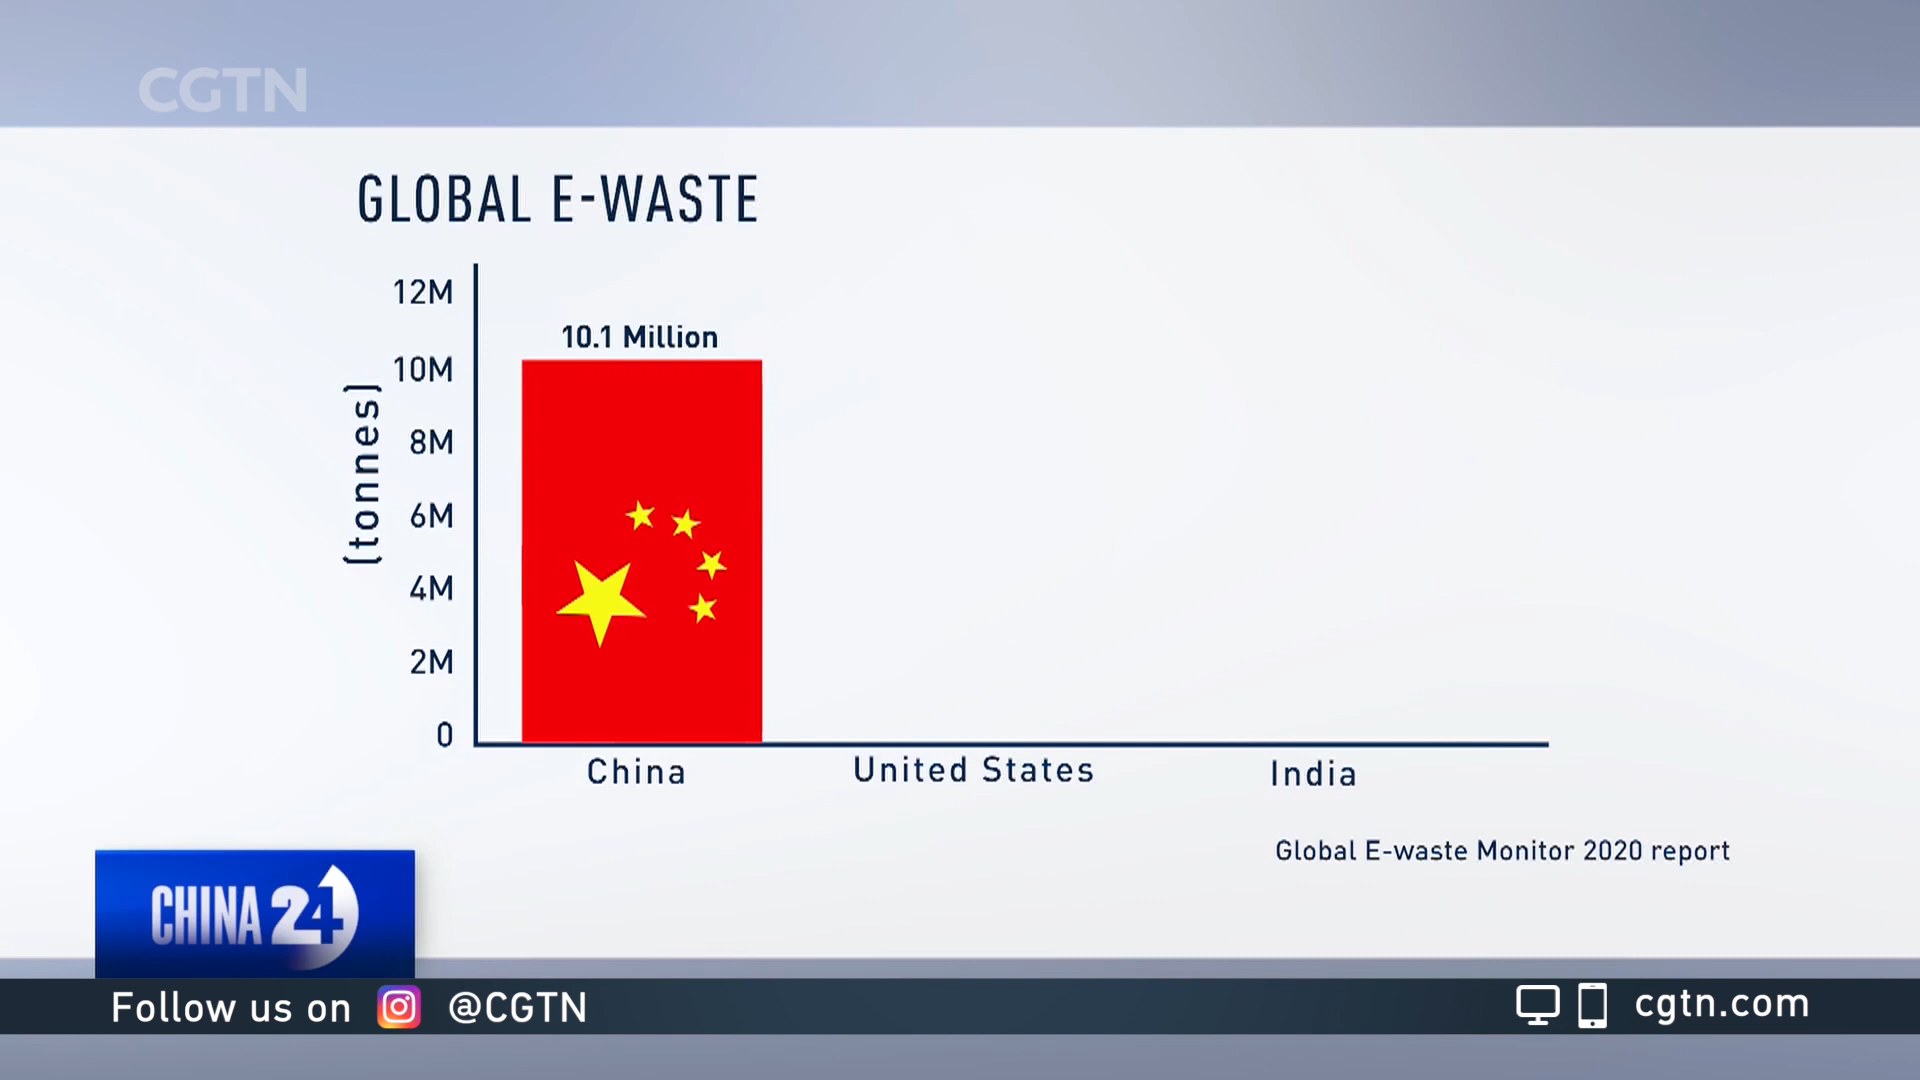 CGTN
GLOBAL E-WASTE
12M
10M
8M
6M
4M
2M
0
(tonnes)
10.1 Million
China
United States
India
Global E-waste Monitor 2020 report
CHINA 24
Follow us on @CGTN
cgtn.com